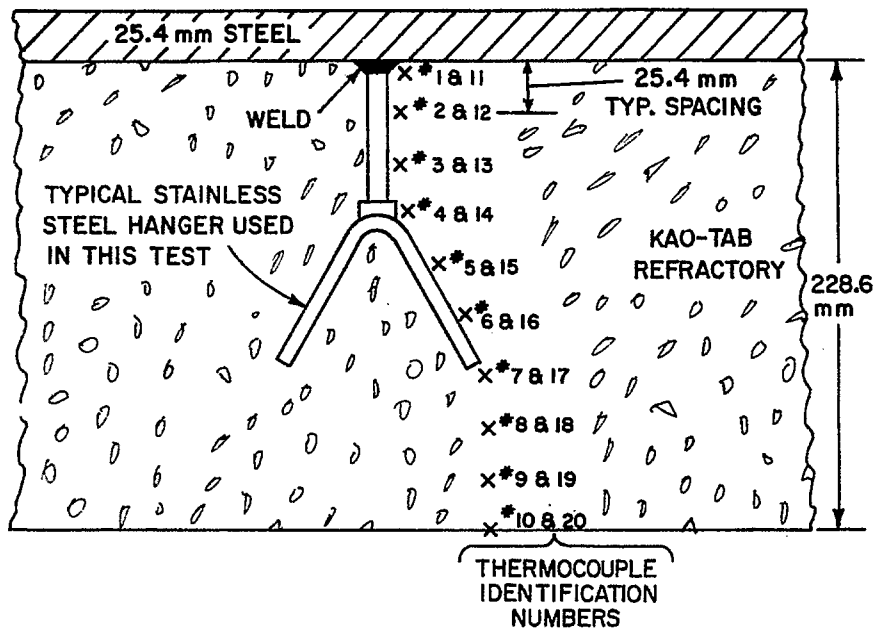 25.4 mm STEEL
WELD
#1 & 11
#2 & 12
#3 & 13
#4 & 14
#5 & 15
#6 & 16
#7 & 17
#8 & 18
#9 & 19
#10 & 20
25.4 mm
TYP. SPACING
TYPICAL STAINLESS
STEEL HANGER USED
IN THIS TEST
KAO-TAB
REFRACTORY
228.6
mm
THERMOCOUPLE
IDENTIFICATION
NUMBERS